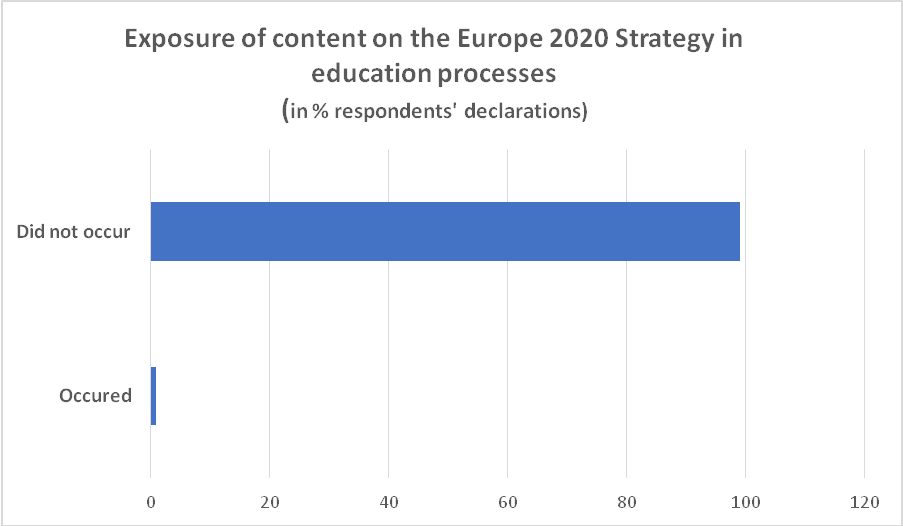 Exposure of content on the Europe 2020 Strategy in
education processes
(in % respondents' declarations)
Did not occur
Occured
0 20 40 60 80 100 120